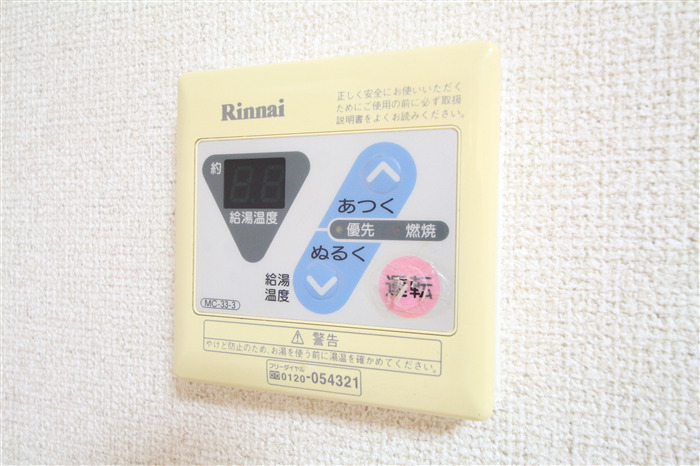 Rinnai
正しく安全にお使いいただく
ためにご使用の前に必ず取扱
説明書をよくお読みください。
約
給湯温度
あつく
優先 燃焼
ぬるく
給湯
温度
運転
MC-33-3
警告
やけど防止のため、お湯を使う前に湯温を確かめてください。
フリーダイヤル
0120-054321